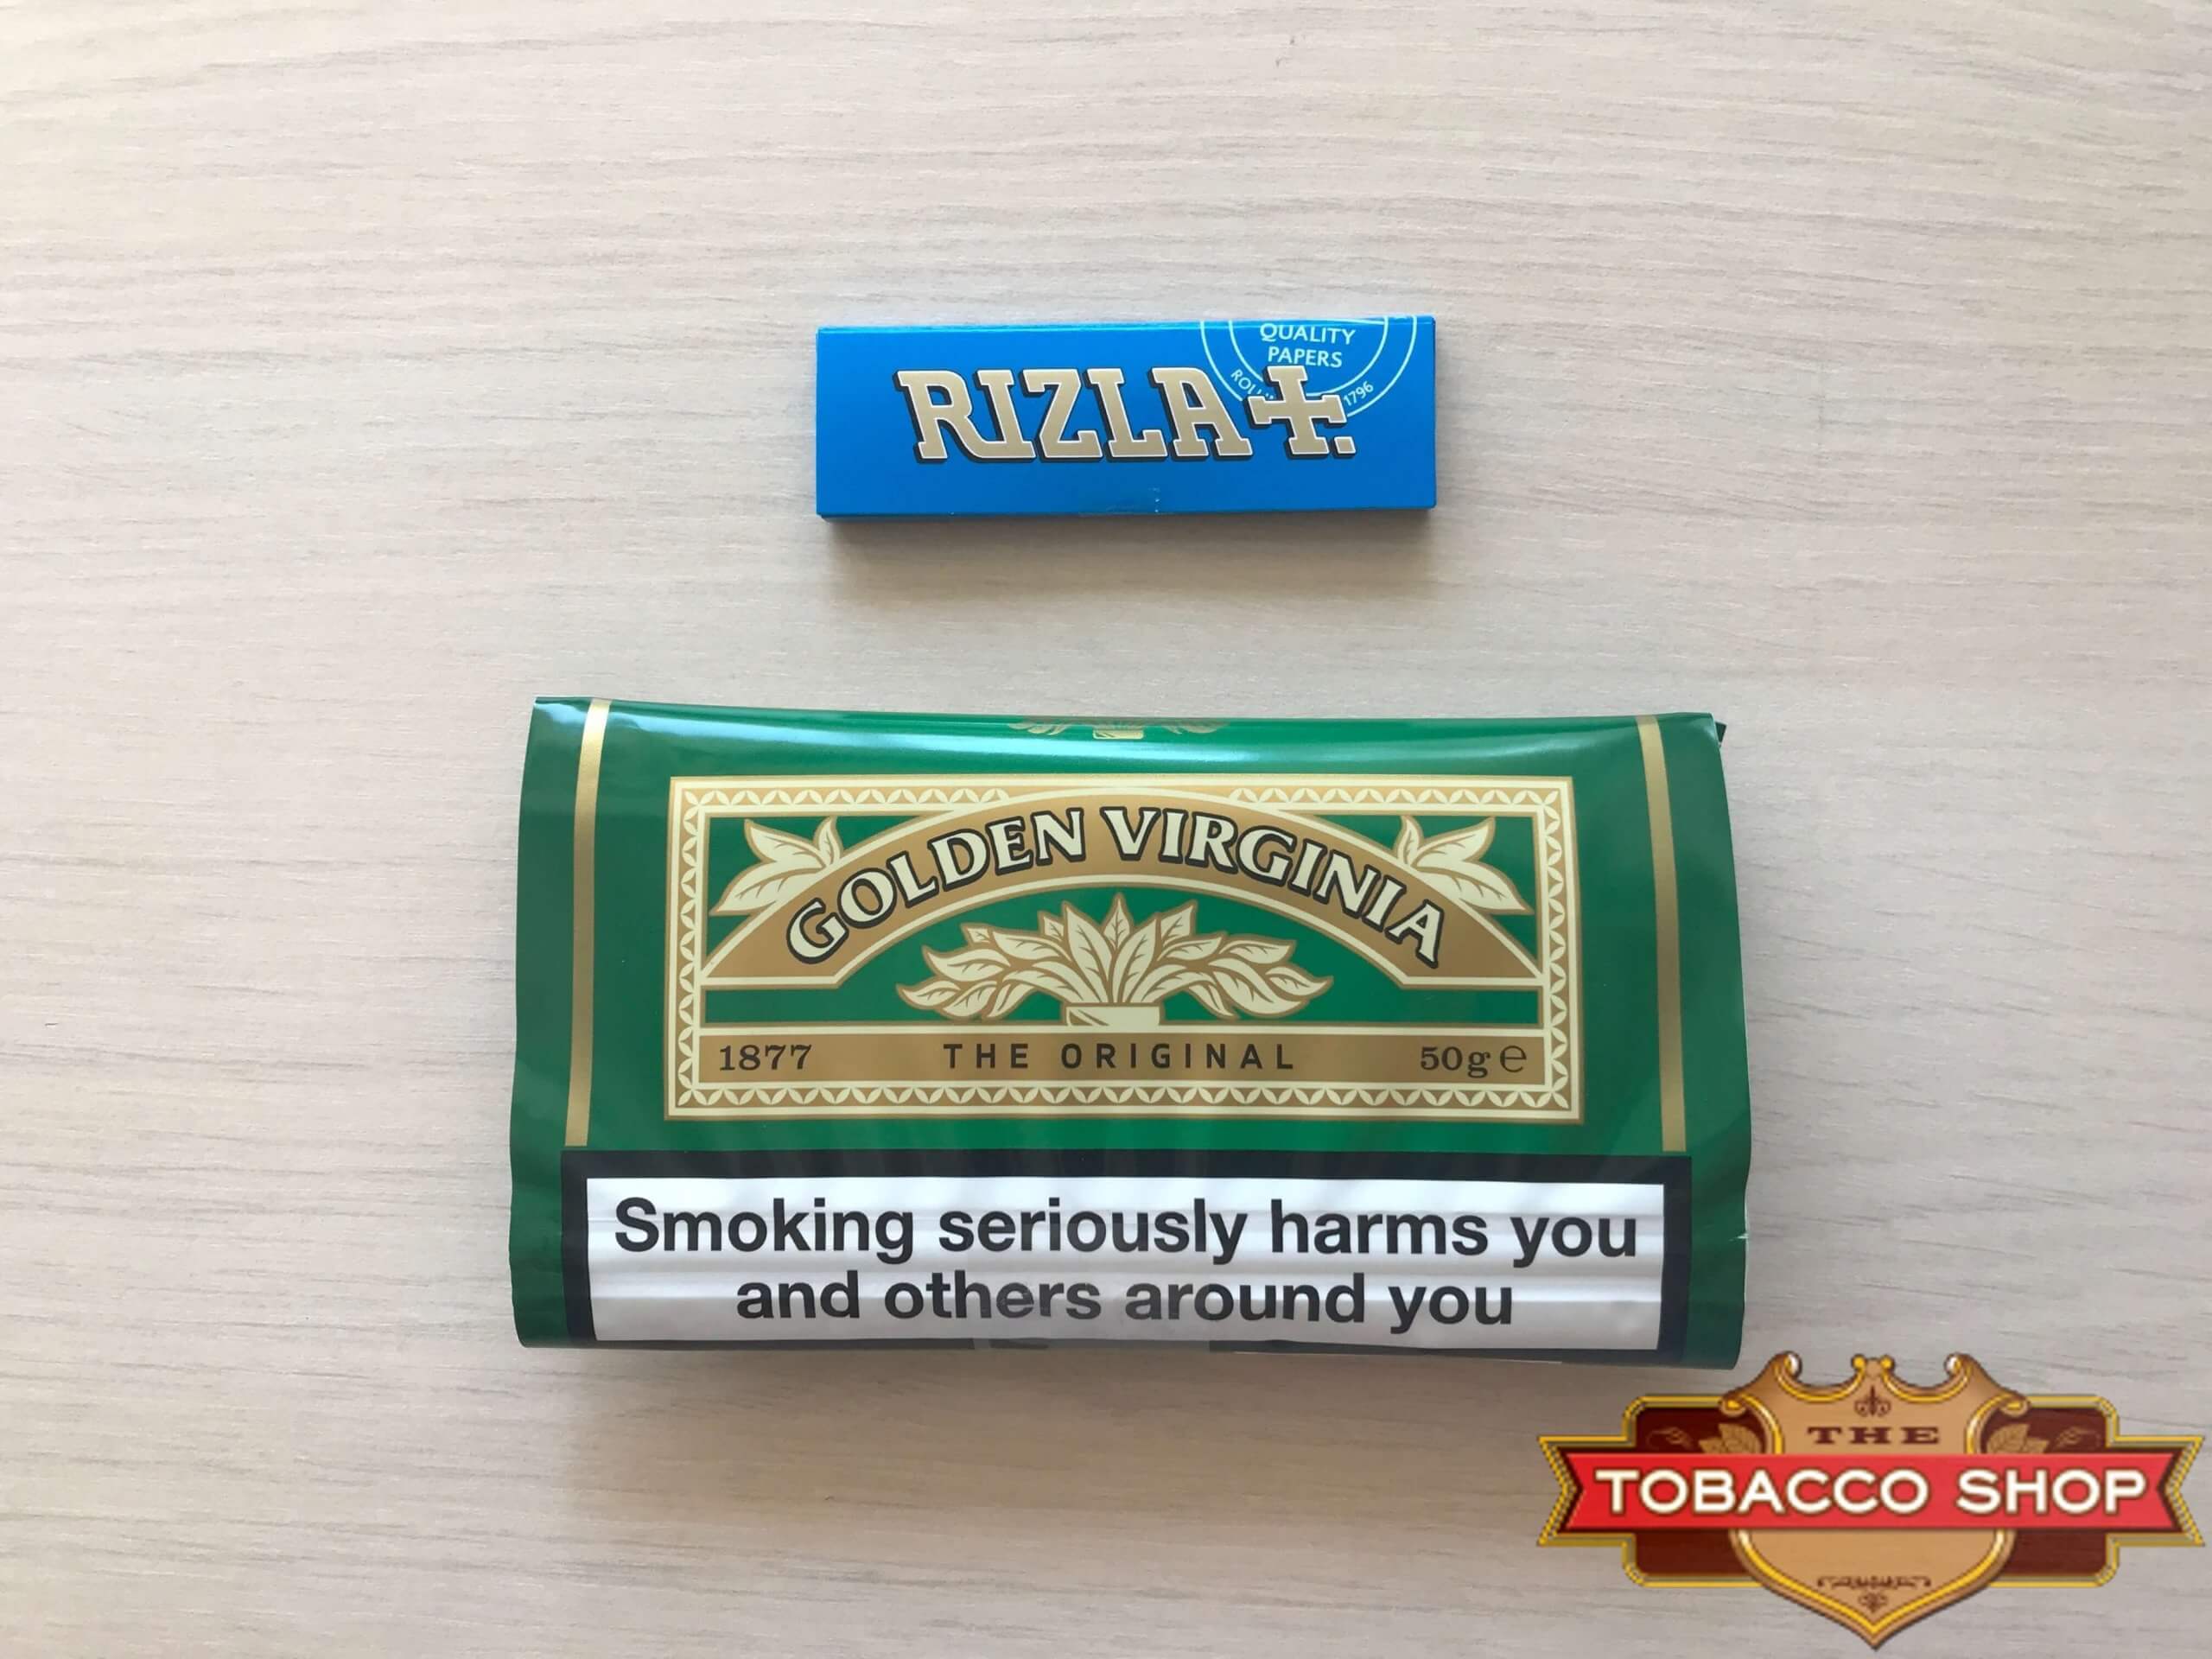 QUALITY
PAPERS
1796
RIZLA+.
GOLDEN VIRGINIA
1877 THE ORIGINAL 50g e
Smoking seriously harms you
and others around you
THE
TOBACCO SHOP